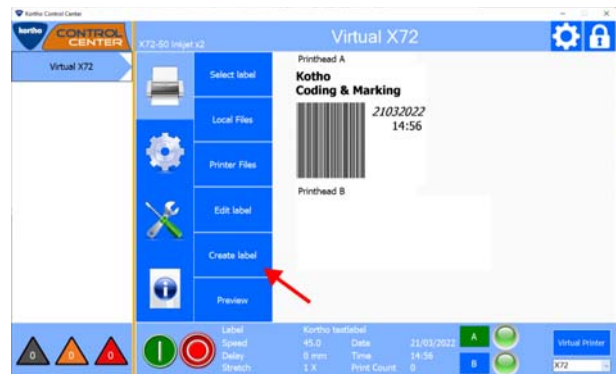 Kortho Control Center
kortho
CONTROL
CENTER
X72-50 Inkjet x2
Virtual X72
Virtual X72
Select label
Local Files
Printer Files
Edit label
Create label
Preview
Printhead A
Kotho
Coding & Marking
21032022
14:56
Printhead B
0
0
0
Label Kortho testlabel
Speed 45.0 Date 21/03/2022
Delay 0 mm Time 14:56
Stretch 1 X Print Count 0
A
B
Virtual Printer
X72